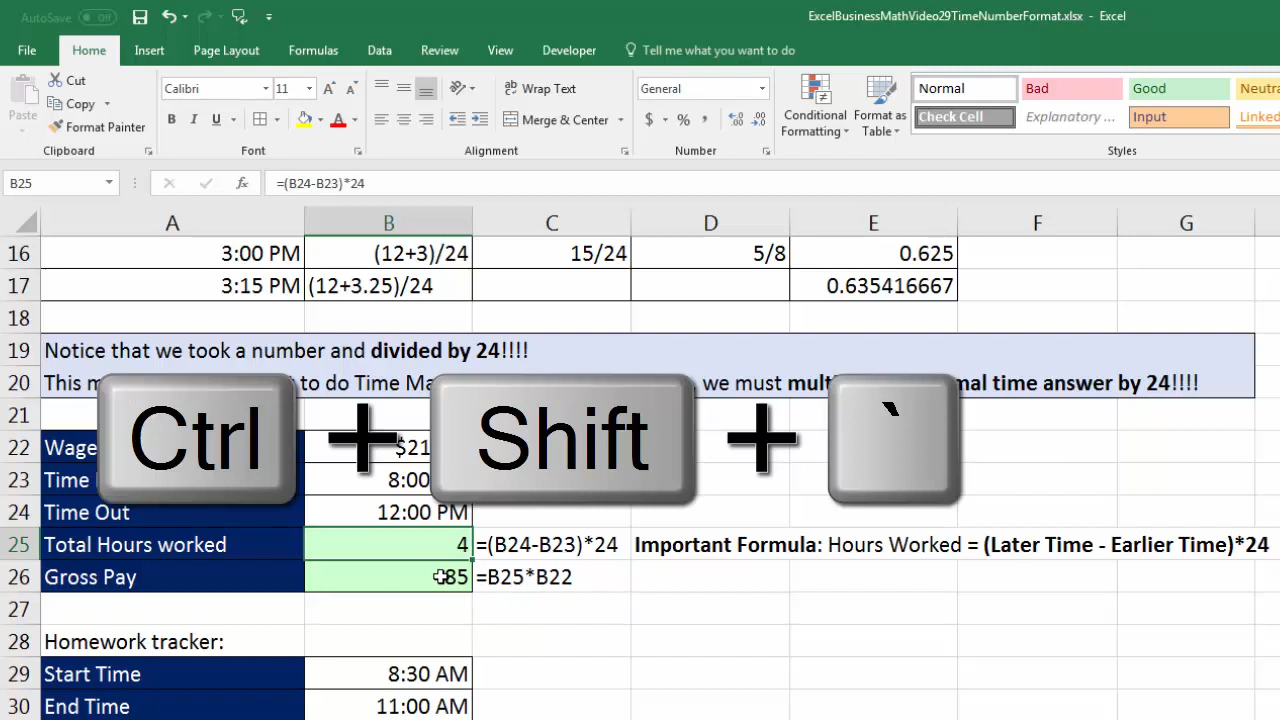 AutoSave Off
ExcelBusinessMathVideo29TimeNumberFormat.xlsx - Excel
File Home Insert Page Layout Formulas Data Review View Developer Tell me what you want to do
Paste
Cut
Copy
Format Painter
Calibri 11
B I U
Wrap Text
Merge & Center
General
$ % ,
Conditional Formatting
Format as Table
Normal Bad Good Neutra
Check Cell Explanatory ... Input Linked
Clipboard Font Alignment Number Styles
B25 fx =(B24-B23)*24
A B C D E F G
16 3:00 PM (12+3)/24 15/24 5/8 0.625
17 3:15 PM (12+3.25)/24 0.635416667
18
19 Notice that we took a number and divided by 24!!!!
20 This m to do Time Ma , we must mul mal time answer by 24!!!!
21
Ctrl + Shift + `
22 Wage $21
23 Time 8:00
24 Time Out 12:00 PM
25 Total Hours worked 4 =(B24-B23)*24 Important Formula: Hours Worked = (Later Time - Earlier Time)*24
26 Gross Pay 85 =B25*B22
27
28 Homework tracker:
29 Start Time 8:30 AM
30 End Time 11:00 AM